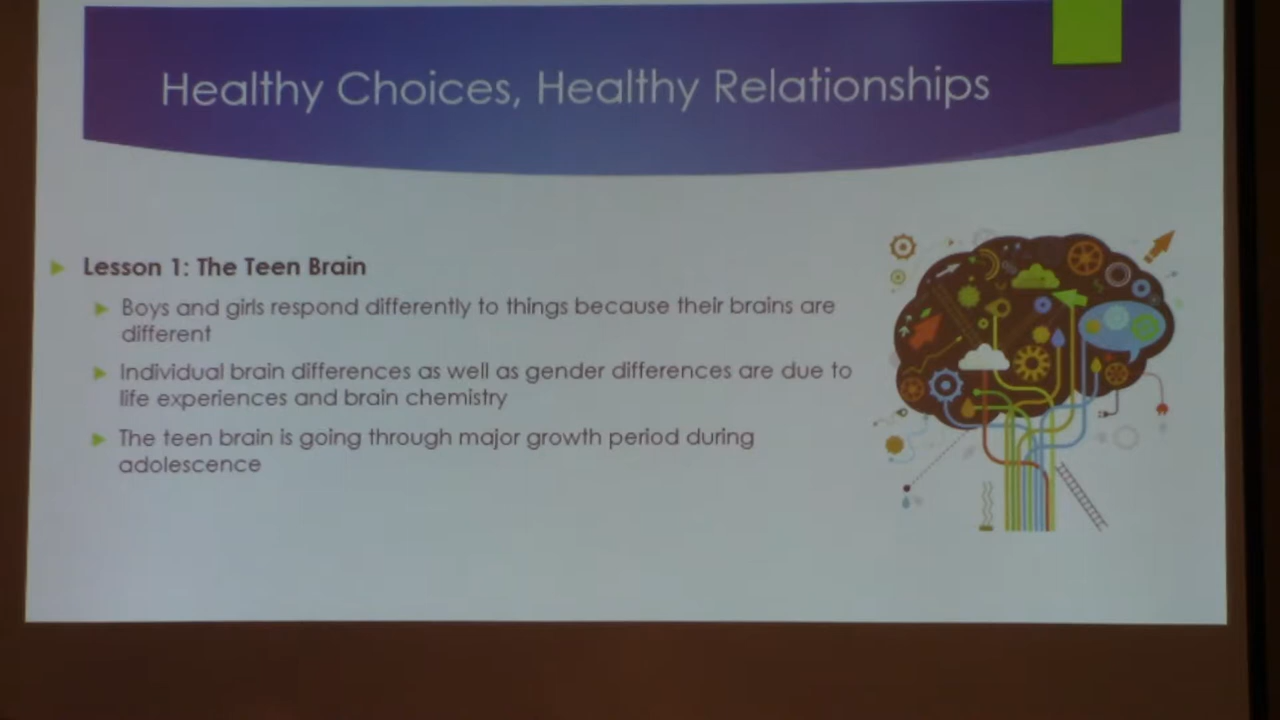 Healthy Choices, Healthy Relationships
Lesson 1: The Teen Brain
Boys and girls respond differently to things because their brains are
different
Individual brain differences as well as gender differences are due to
life experiences and brain chemistry
The teen brain is going through major growth period during
adolescence